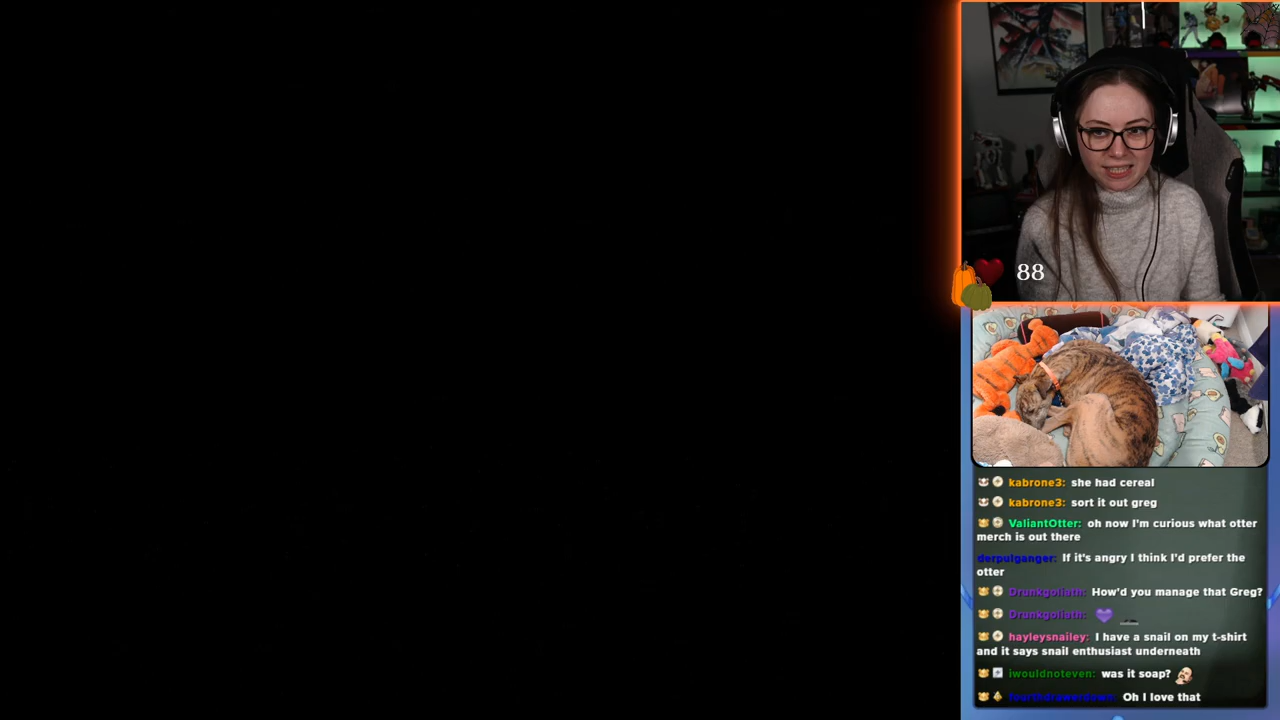 88
kabrone3: she had cereal
kabrone3: sort it out greg
ValiantOtter: oh now I'm curious what otter
merch is out there
derpulganger: If it's angry I think I'd prefer the
otter
Drunkgoliath: How'd you manage that Greg?
Drunkgoliath:
hayleysnailey: I have a snail on my t-shirt
and it says snail enthusiast underneath
iwouldnoteven: was it soap?
fourthdrawerdown: Oh I love that